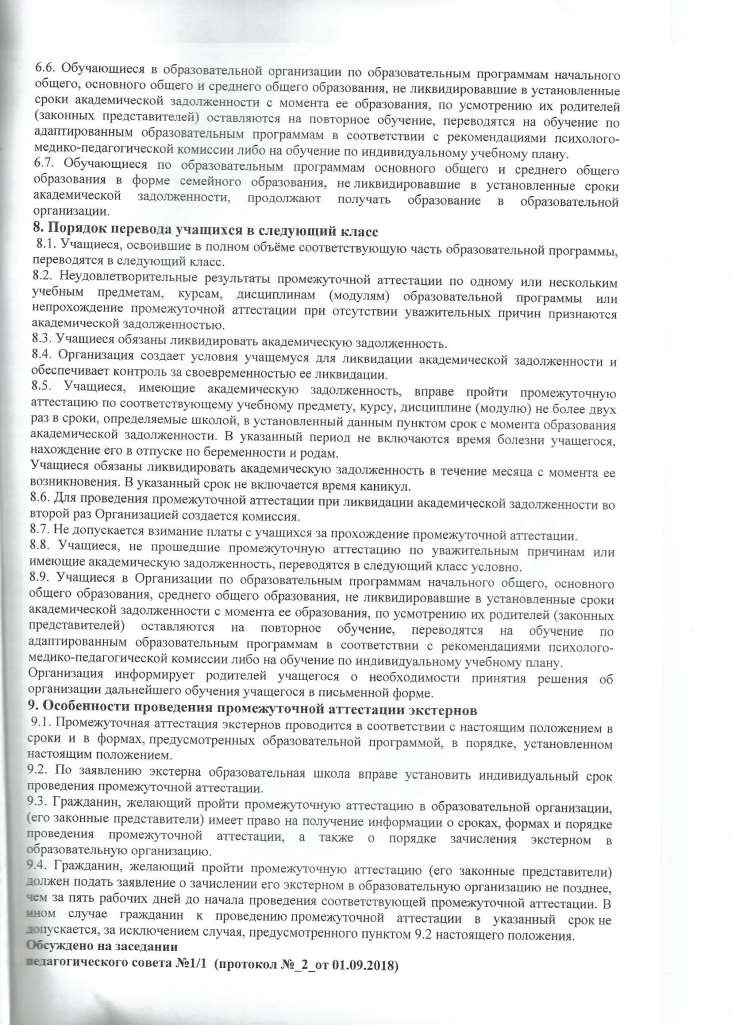 6.6. Обучающиеся в образовательной организации по образовательным программам начального
общего, основного общего и среднего общего образования, не ликвидировавшие в установленные
сроки академической задолженности с момента ее образования, по усмотрению их родителей
(законных представителей) оставляются на повторное обучение, переводятся на обучение по
адаптированным образовательным программам в соответствии с рекомендациями психолого-
медико-педагогической комиссии либо на обучение по индивидуальному учебному плану.
6.7. Обучающиеся по образовательным программам основного общего и среднего общего
образования в форме семейного образования, не ликвидировавшие в установленные сроки
академической задолженности, продолжают получать образование в образовательной
организации.
8. Порядок перевода учащихся в следующий класс
8.1. Учащиеся, освоившие в полном объёме соответствующую часть образовательной программы,
переводятся в следующий класс.
8.2. Неудовлетворительные результаты промежуточной аттестации по одному или нескольким
учебным предметам, курсам, дисциплинам (модулям) образовательной программы или
непрохождение промежуточной аттестации при отсутствии уважительных причин признаются
академической задолженностью.
8.3. Учащиеся обязаны ликвидировать академическую задолженность.
8.4. Организация создает условия учащемуся для ликвидации академической задолженности и
обеспечивает контроль за своевременностью ее ликвидации.
8.5. Учащиеся, имеющие академическую задолженность, вправе пройти промежуточную
аттестацию по соответствующему учебному предмету, курсу, дисциплине (модулю) не более двух
раз в сроки, определяемые школой, в установленный данным пунктом срок с момента образования
академической задолженности. В указанный период не включаются время болезни учащегося,
нахождение его в отпуске по беременности и родам.
Учащиеся обязаны ликвидировать академическую задолженность в течение месяца с момента ее
возникновения. В указанный срок не включается время каникул.
8.6. Для проведения промежуточной аттестации при ликвидации академической задолженности во
второй раз Организацией создается комиссия.
8.7. Не допускается взимание платы с учащихся за прохождение промежуточной аттестации.
8.8. Учащиеся, не прошедшие промежуточную аттестацию по уважительным причинам или
имеющие академическую задолженность, переводятся в следующий класс условно.
8.9. Учащиеся в Организации по образовательным программам начального общего, основного
общего образования, среднего общего образования, не ликвидировавшие в установленные сроки
академической задолженности с момента ее образования, по усмотрению их родителей (законных
представителей) оставляются на повторное обучение, переводятся на обучение по
адаптированным образовательным программам в соответствии с рекомендациями психолого-
медико-педагогической комиссии либо на обучение по индивидуальному учебному плану.
Организация информирует родителей учащегося о необходимости принятия решения об
организации дальнейшего обучения учащегося в письменной форме.
9. Особенности проведения промежуточной аттестации экстернов
9.1. Промежуточная аттестация экстернов проводится в соответствии с настоящим положением в
сроки и в формах, предусмотренных образовательной программой, в порядке, установленном
настоящим положением.
9.2. По заявлению экстерна образовательная школа вправе установить индивидуальный срок
проведения промежуточной аттестации.
9.3. Гражданин, желающий пройти промежуточную аттестацию в образовательной организации,
(его законные представители) имеет право на получение информации о сроках, формах и порядке
проведения промежуточной аттестации, а также о порядке зачисления экстерном в
образовательную организацию.
9.4. Гражданин, желающий пройти промежуточную аттестацию (его законные представители)
должен подать заявление о зачислении его экстерном в образовательную организацию не позднее,
чем за пять рабочих дней до начала проведения соответствующей промежуточной аттестации. В
ином случае гражданин к проведению промежуточной аттестации в указанный срок не
допускается, за исключением случая, предусмотренного пунктом 9.2 настоящего положения.
Обсуждено на заседании
педагогического совета №1/1 (протокол №_2_от 01.09.2018)